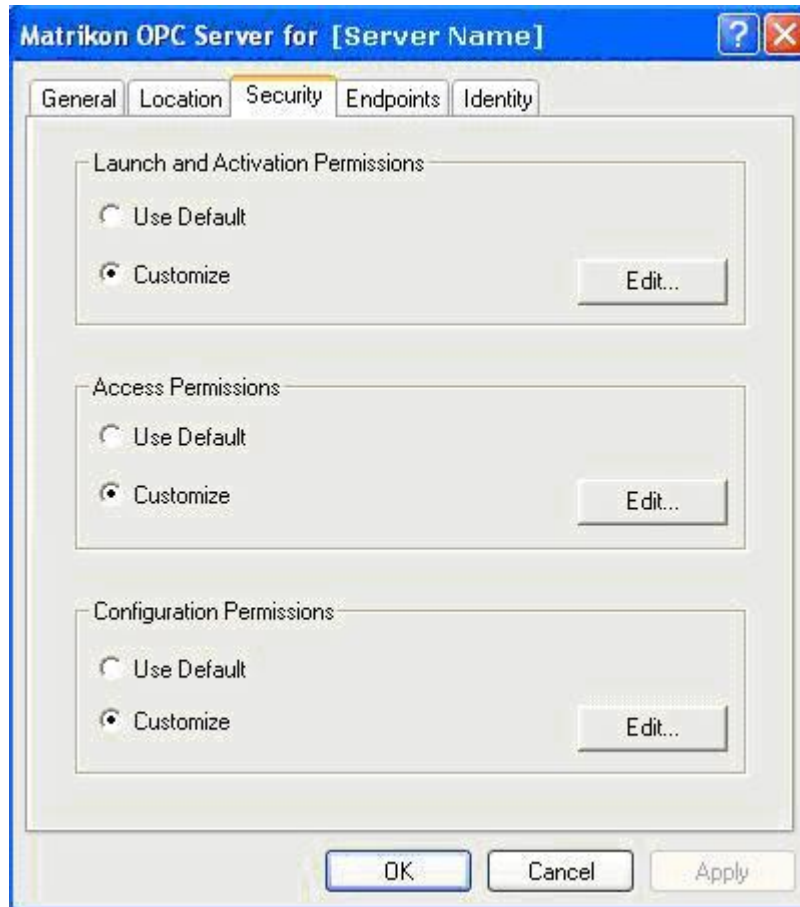 Matrikon OPC Server for [Server Name]
General Location Security Endpoints Identity
Launch and Activation Permissions
Use Default
Customize
Edit...
Access Permissions
Use Default
Customize
Edit...
Configuration Permissions
Use Default
Customize
Edit...
OK Cancel Apply